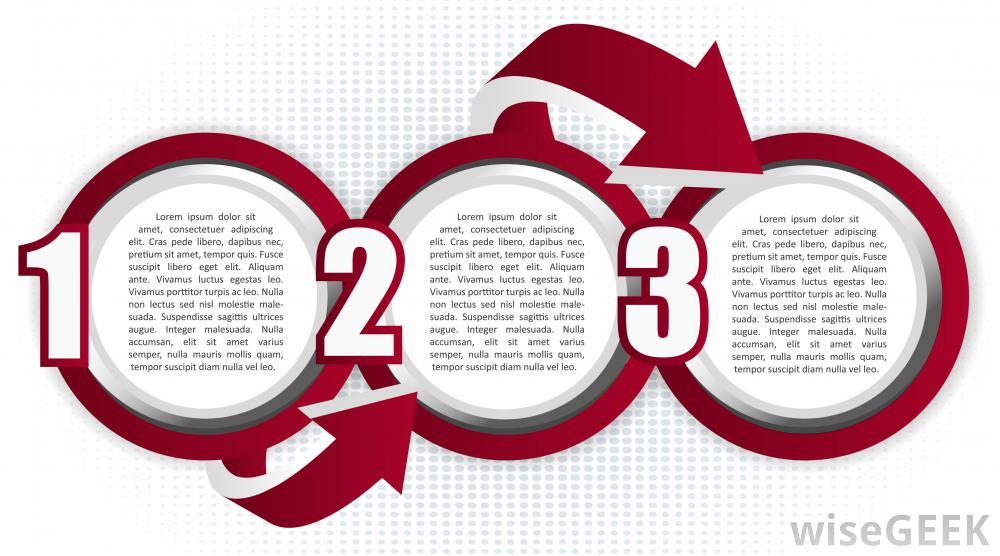 1
Lorem ipsum dolor sit
amet, consectetuer adipiscing
elit. Cras pede libero, dapibus nec,
pretium sit amet, tempor quis. Fusce
suscipit libero eget elit. Aliquam
ante. Vivamus luctus egestas leo.
Vivamus porttitor turpis ac leo. Nulla
non lectus sed nisl molestie male-
suada. Suspendisse sagittis ultrices
augue. Integer malesuada. Nulla
accumsan, elit sit amet varius
semper, nulla mauris mollis quam,
tempor suscipit diam nulla vel leo.
2
Lorem ipsum dolor sit
amet, consectetuer adipiscing
elit. Cras pede libero, dapibus nec,
pretium sit amet, tempor quis. Fusce
suscipit libero eget elit. Aliquam
ante. Vivamus luctus egestas leo.
Vivamus porttitor turpis ac leo. Nulla
non lectus sed nisl molestie male-
suada. Suspendisse sagittis ultrices
augue. Integer malesuada. Nulla
accumsan, elit sit amet varius
semper, nulla mauris mollis quam,
tempor suscipit diam nulla vel leo.
3
Lorem ipsum dolor sit
amet, consectetuer adipiscing
elit. Cras pede libero, dapibus nec,
pretium sit amet, tempor quis. Fusce
suscipit libero eget elit. Aliquam
ante. Vivamus luctus egestas leo.
Vivamus porttitor turpis ac leo. Nulla
non lectus sed nisl molestie male-
suada. Suspendisse sagittis ultrices
augue. Integer malesuada. Nulla
accumsan, elit sit amet varius
semper, nulla mauris mollis quam,
tempor suscipit diam nulla vel leo.
wiseGEEK